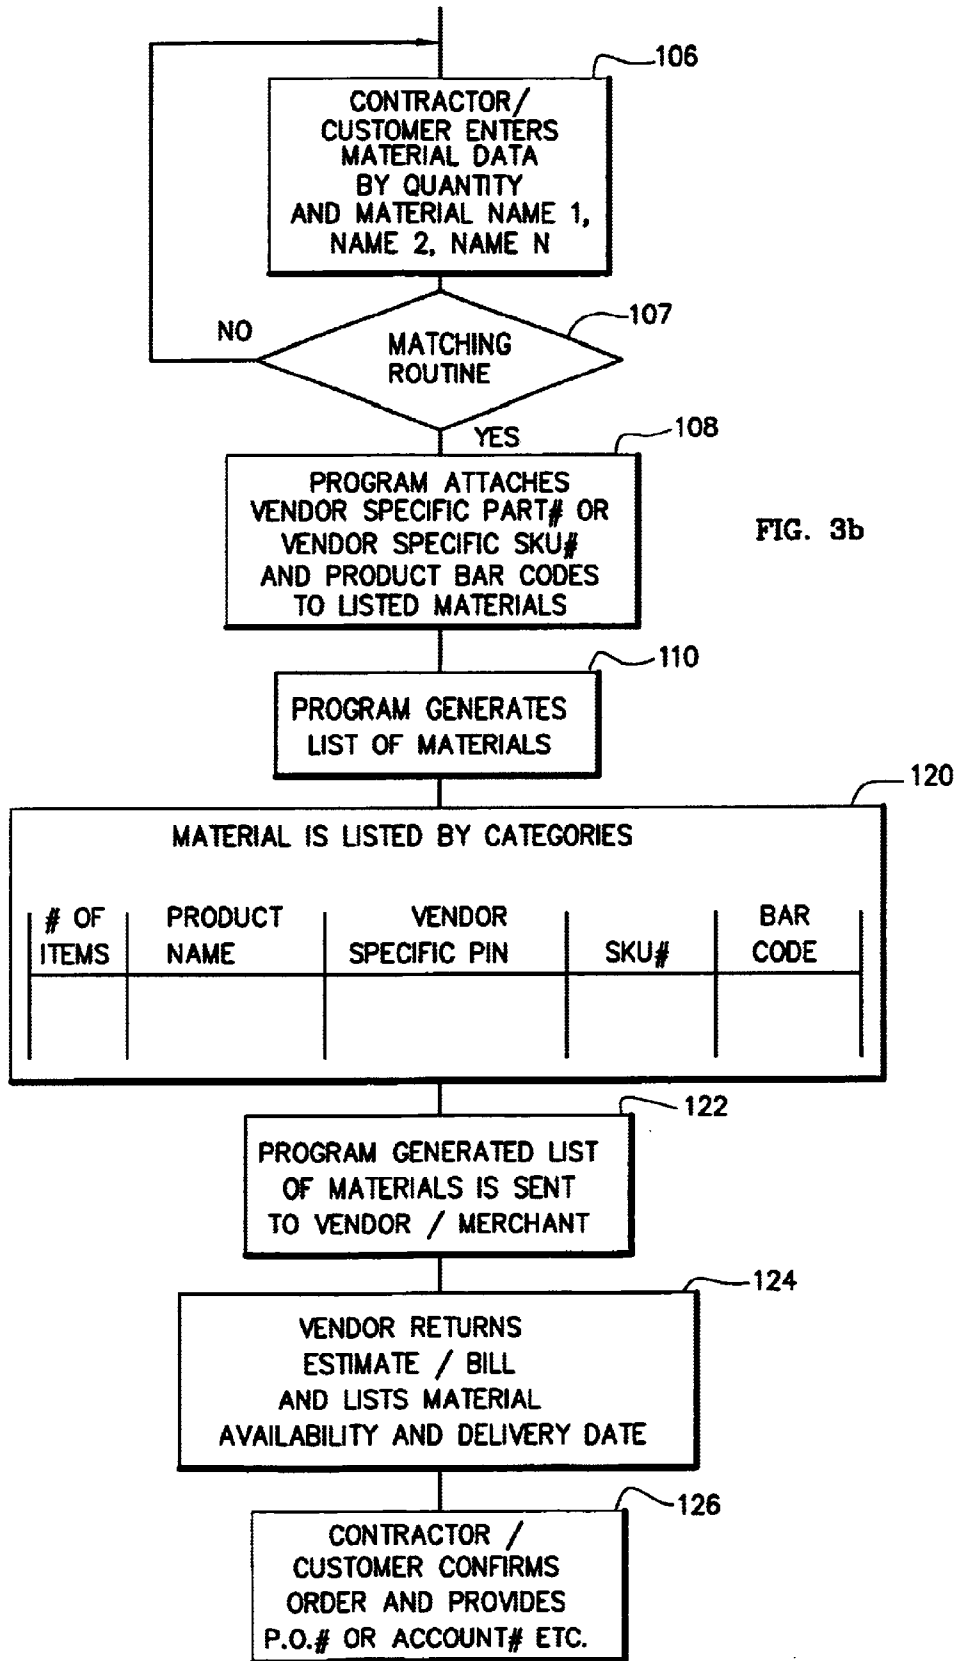 106
CONTRACTOR/
CUSTOMER ENTERS
MATERIAL DATA
BY QUANTITY
AND MATERIAL NAME 1,
NAME 2, NAME N
107
NO
MATCHING
ROUTINE
YES
108
PROGRAM ATTACHES
VENDOR SPECIFIC PART# OR
VENDOR SPECIFIC SKU#
AND PRODUCT BAR CODES
TO LISTED MATERIALS
FIG. 3b
110
PROGRAM GENERATES
LIST OF MATERIALS
120
MATERIAL IS LISTED BY CATEGORIES
# OF
ITEMS
PRODUCT
NAME
VENDOR
SPECIFIC PIN
SKU#
BAR
CODE
122
PROGRAM GENERATED LIST
OF MATERIALS IS SENT
TO VENDOR / MERCHANT
124
VENDOR RETURNS
ESTIMATE / BILL
AND LISTS MATERIAL
AVAILABILITY AND DELIVERY DATE
126
CONTRACTOR /
CUSTOMER CONFIRMS
ORDER AND PROVIDES
P.O.# OR ACCOUNT# ETC.